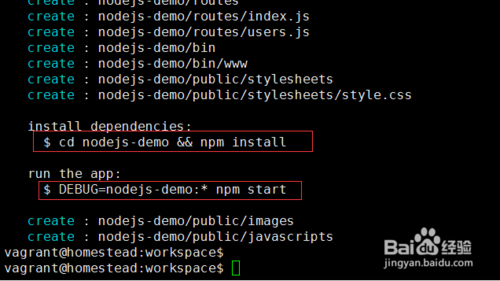 create : nodejs-demo/routes
create : nodejs-demo/routes/index.js
create : nodejs-demo/routes/users.js
create : nodejs-demo/bin
create : nodejs-demo/bin/www
create : nodejs-demo/public/stylesheets
create : nodejs-demo/public/stylesheets/style.css
install dependencies:
$ cd nodejs-demo && npm install
run the app:
$ DEBUG=nodejs-demo:* npm start
create : nodejs-demo/public/images
create : nodejs-demo/public/javascripts
vagrant@homestead:workspace$
vagrant@homestead:workspace$
Baidu 经验
jingyan.baidu.com